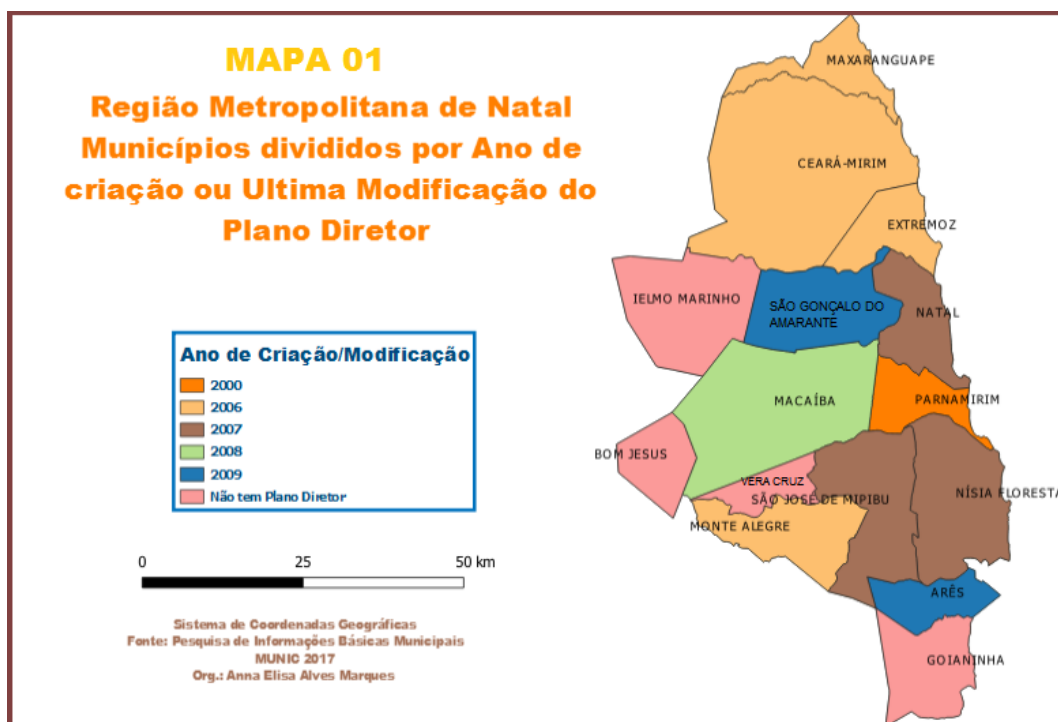 MAPA 01
Região Metropolitana de Natal
Municípios divididos por Ano de
criação ou Ultima Modificação do
Plano Diretor
MAXARANGUAPE
CEARÁ-MIRIM
EXTREMOZ
IELMO MARINHO
SÃO GONÇALO DO
AMARANTE
NATAL
MACAÍBA
PARNAMIRIM
BOM JESUS
VERA CRUZ
SÃO JOSÉ DE MIPIBU
NÍSIA FLORESTA
MONTE ALEGRE
ARÊS
GOIANINHA
Ano de Criação/Modificação
2000
2006
2007
2008
2009
Não tem Plano Diretor
0 25 50 km
Sistema de Coordenadas Geográficas
Fonte: Pesquisa de Informações Básicas Municipais
MUNIC 2017
Org.: Anna Elisa Alves Marques